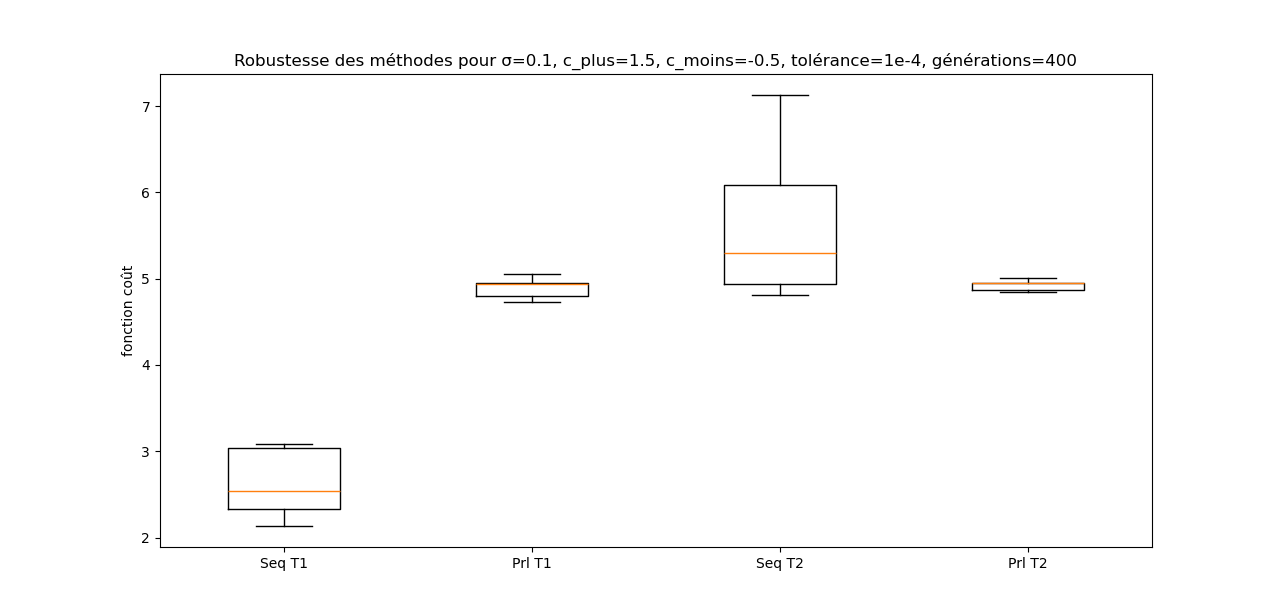 Robustesse des méthodes pour σ=0.1, c_plus=1.5, c_moins=-0.5, tolérance=1e-4, générations=400
fonction coût
7
6
5
4
3
2
Seq T1
Prl T1
Seq T2
Prl T2